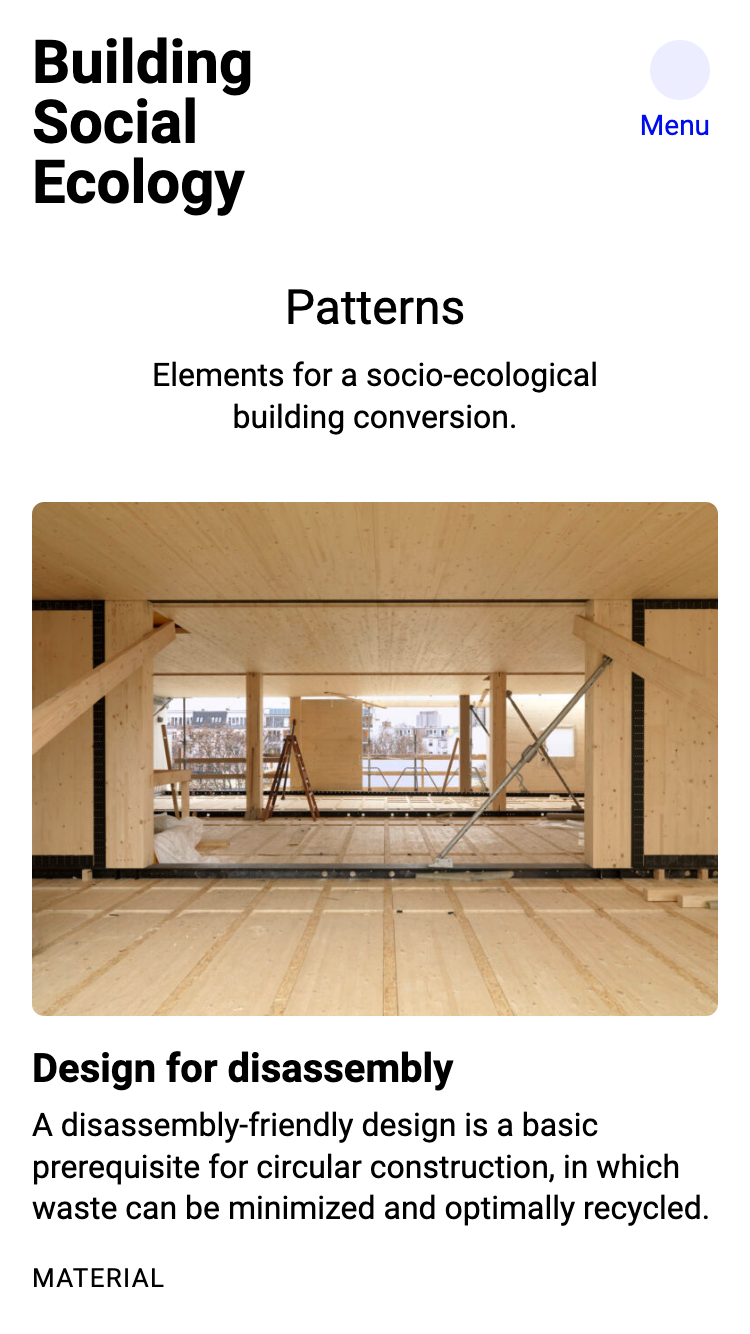 Building
Social
Ecology
Menu
Patterns
Elements for a socio-ecological
building conversion.
Design for disassembly
A disassembly-friendly design is a basic
prerequisite for circular construction, in which
waste can be minimized and optimally recycled.
MATERIAL